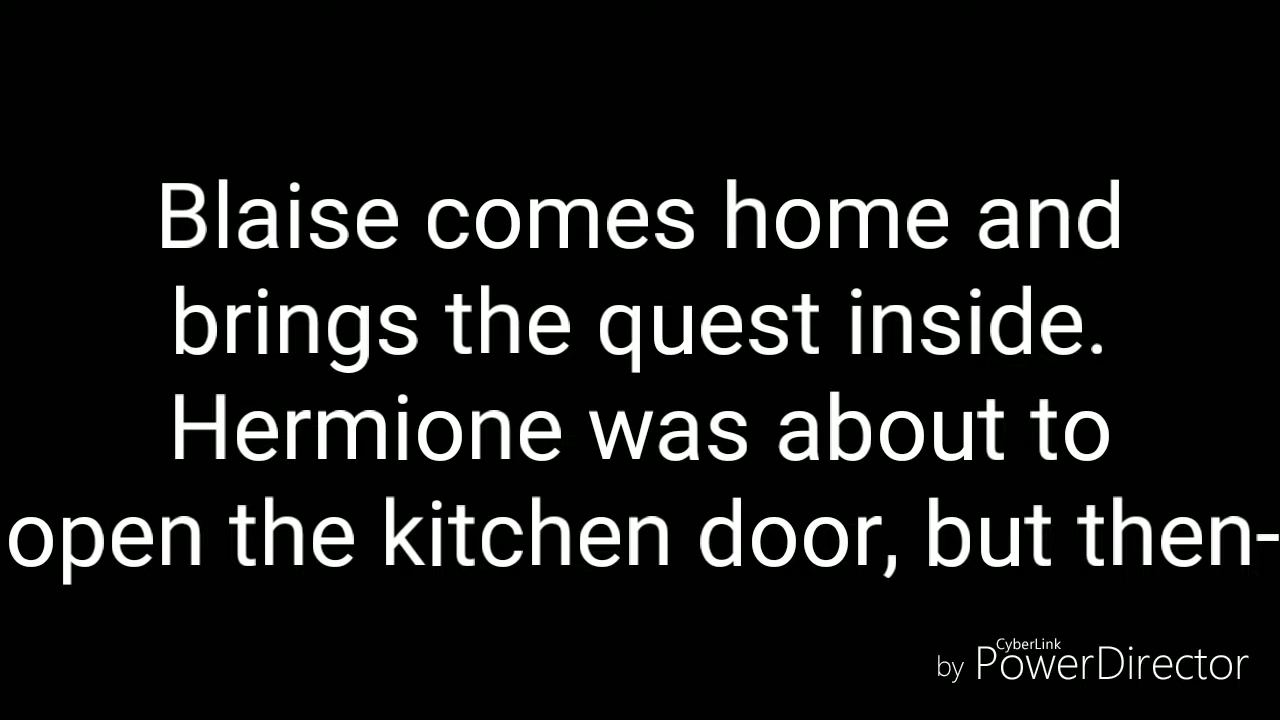 Blaise comes home and
brings the quest inside.
Hermione was about to
open the kitchen door, but then-
CyberLink
by PowerDirector